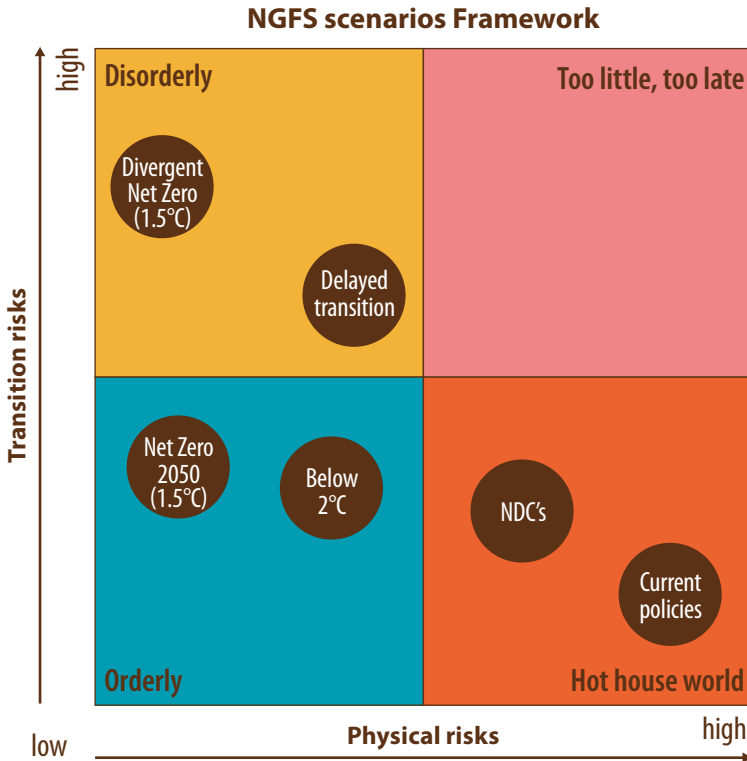 NGFS scenarios Framework
high
Disorderly
Too little, too late
Divergent
Net Zero
(1.5°C)
Delayed
transition
Transition risks
Net Zero
2050
(1.5°C)
Below
2°C
NDC's
Current
policies
Orderly
Hot house world
low
Physical risks
high